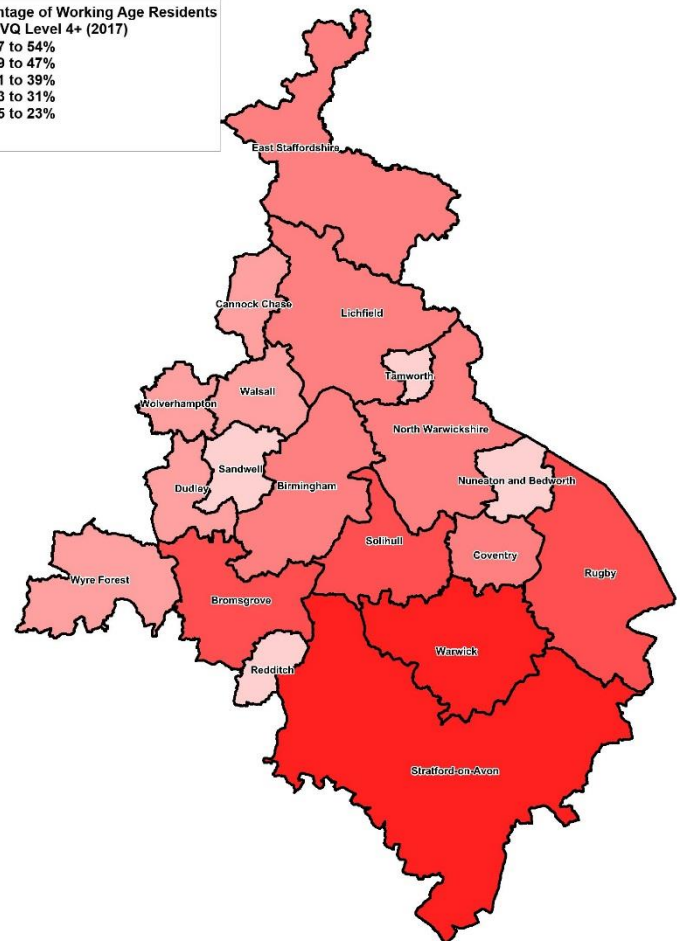 ntage of Working Age Residents
VQ Level 4+ (2017)
7 to 54%
9 to 47%
1 to 39%
3 to 31%
5 to 23%
East Staffordshire
Cannock Chase
Lichfield
Tamworth
Walsall
Wolverhampton
North Warwickshire
Sandwell
Nuneaton and Bedworth
Dudley
Birmingham
Solihull
Coventry
Rugby
Wyre Forest
Bromsgrove
Warwick
Redditch
Stratford-on-Avon